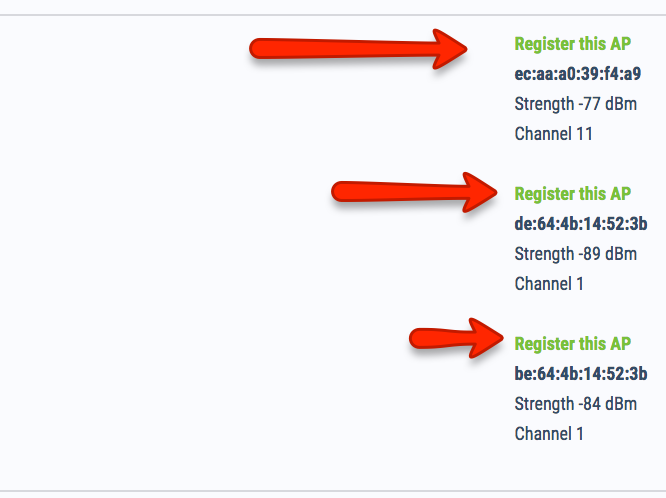 Register this AP
ec:aa:a0:39:f4:a9
Strength -77 dBm
Channel 11
Register this AP
de:64:4b:14:52:3b
Strength -89 dBm
Channel 1
Register this AP
be:64:4b:14:52:3b
Strength -84 dBm
Channel 1